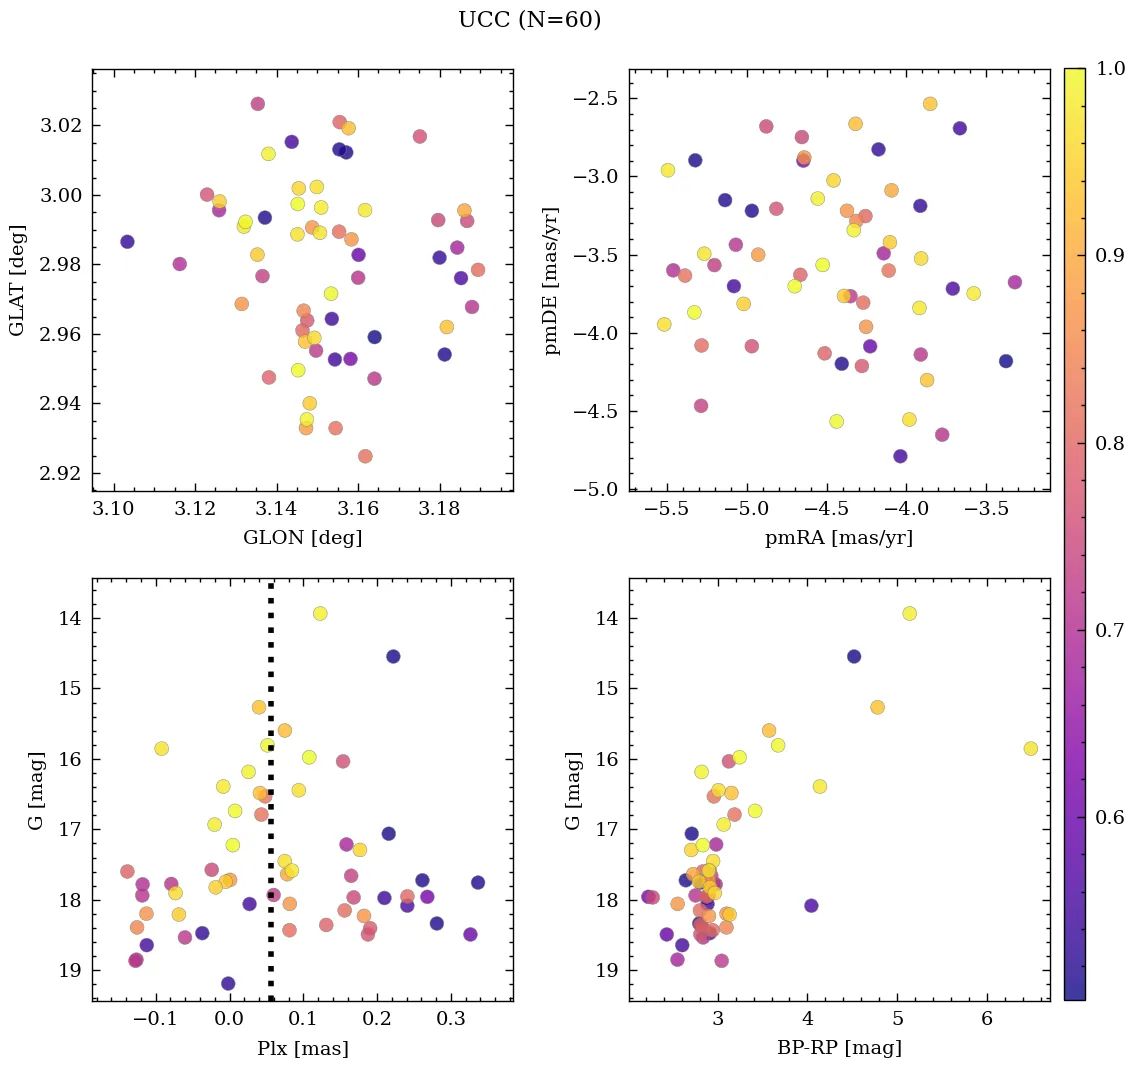 UCC (N=60)
3.02
3.00
2.98
2.96
2.94
2.92
GLAT [deg]
3.10 3.12 3.14 3.16 3.18
GLON [deg]
−2.5
−3.0
−3.5
−4.0
−4.5
−5.0
pmDE [mas/yr]
−5.5 −5.0 −4.5 −4.0 −3.5
pmRA [mas/yr]
14
15
16
17
18
19
G [mag]
−0.1 0.0 0.1 0.2 0.3
Plx [mas]
14
15
16
17
18
19
G [mag]
3 4 5 6
BP-RP [mag]
1.0
0.9
0.8
0.7
0.6